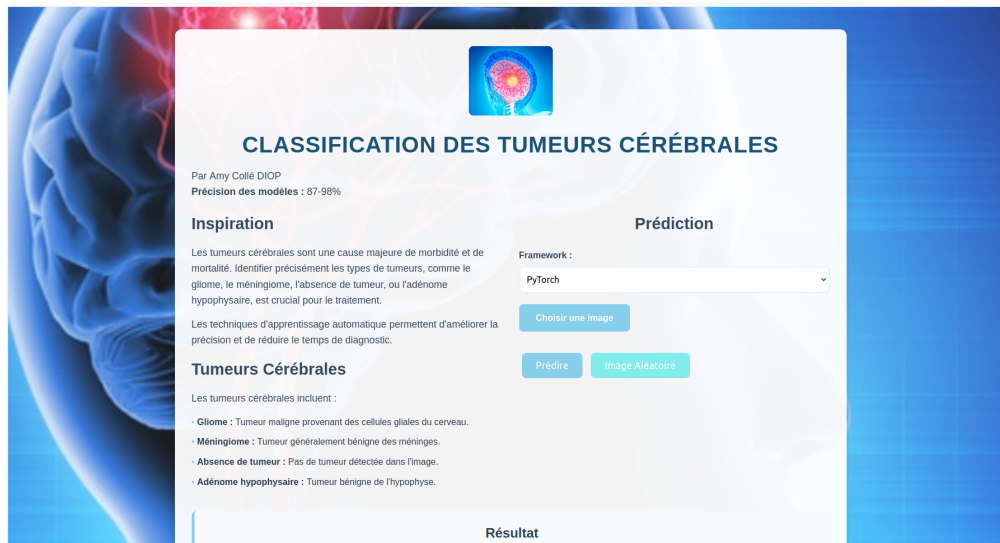 CLASSIFICATION DES TUMEURS CÉRÉBRALES
Par Amy Collé DIOP
Précision des modèles : 87-98%
Inspiration
Les tumeurs cérébrales sont une cause majeure de morbidité et de
mortalité. Identifier précisément les types de tumeurs, comme le
gliome, le méningiome, l'absence de tumeur, ou l'adénome
hypophysaire, est crucial pour le traitement.
Les techniques d'apprentissage automatique permettent d'améliorer la
précision et de réduire le temps de diagnostic.
Tumeurs Cérébrales
Les tumeurs cérébrales incluent :
• Gliome : Tumeur maligne provenant des cellules gliales du cerveau.
• Méningiome : Tumeur généralement bénigne des méninges.
• Absence de tumeur : Pas de tumeur détectée dans l'image.
• Adénome hypophysaire : Tumeur bénigne de l'hypophyse.
Prédiction
Framework :
PyTorch
Choisir une image
Prédire
Image Aléatoire
Résultat